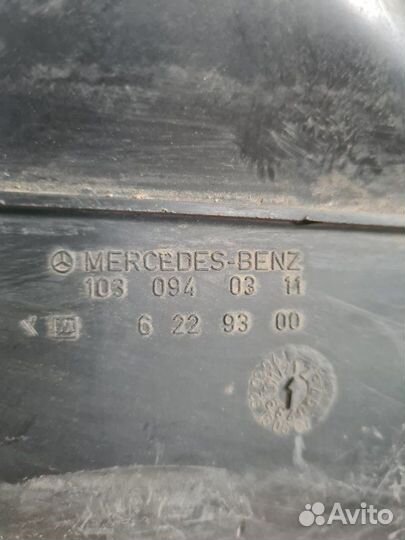 MERCEDES-BENZ
103 094 03 11
6 22 93 00
Avito